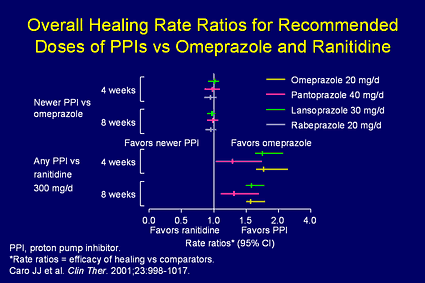 Overall Healing Rate Ratios for Recommended
Doses of PPIs vs Omeprazole and Ranitidine
Omeprazole 20 mg/d
Pantoprazole 40 mg/d
Lansoprazole 30 mg/d
Rabeprazole 20 mg/d
4 weeks
Newer PPI vs
omeprazole
8 weeks
Favors newer PPI
Favors omeprazole
Any PPI vs
ranitidine
300 mg/d
4 weeks
8 weeks
0.0 0.5 1.0 1.5 2.0 4.0
Favors ranitidine
Favors PPI
Rate ratios* (95% CI)
PPI, proton pump inhibitor.
*Rate ratios = efficacy of healing vs comparators.
Caro JJ et al. Clin Ther. 2001;23:998-1017.